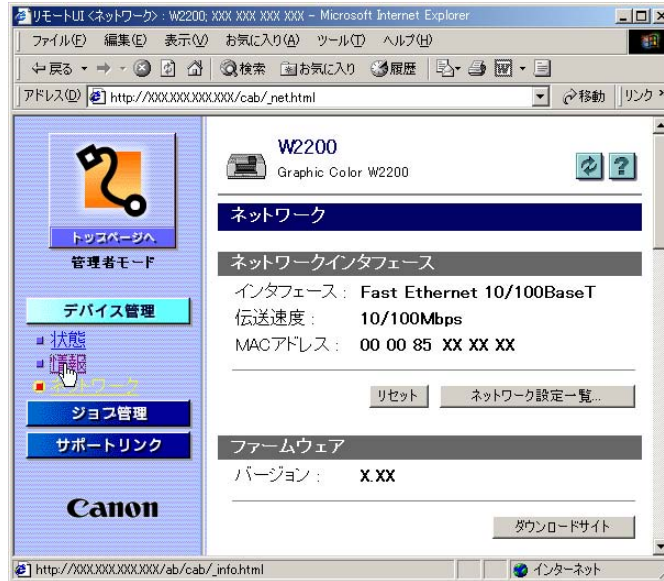 リモートUI <ネットワーク> : W2200; XXX XXX XXX XXX - Microsoft Internet Explorer
ファイル(F) 編集(E) 表示(V) お気に入り(A) ツール(T) ヘルプ(H)
戻る 検索 お気に入り 履歴
アドレス(D) http://XXX.XXX.XXX.XXX/cab/_net.html 移動 リンク
トップページへ
管理者モード
デバイス管理
状態
情報
ネットワーク
ジョブ管理
サポートリンク
Canon
W2200
Graphic Color W2200
ネットワーク
ネットワークインタフェース
インタフェース : Fast Ethernet 10/100BaseT
伝送速度 : 10/100Mbps
MACアドレス : 00 00 85 XX XX XX
リセット ネットワーク設定一覧...
ファームウェア
バージョン : X.XX
ダウンロードサイト
http://XXX.XXX.XXX.XXX/ab/cab/_info.html インターネット